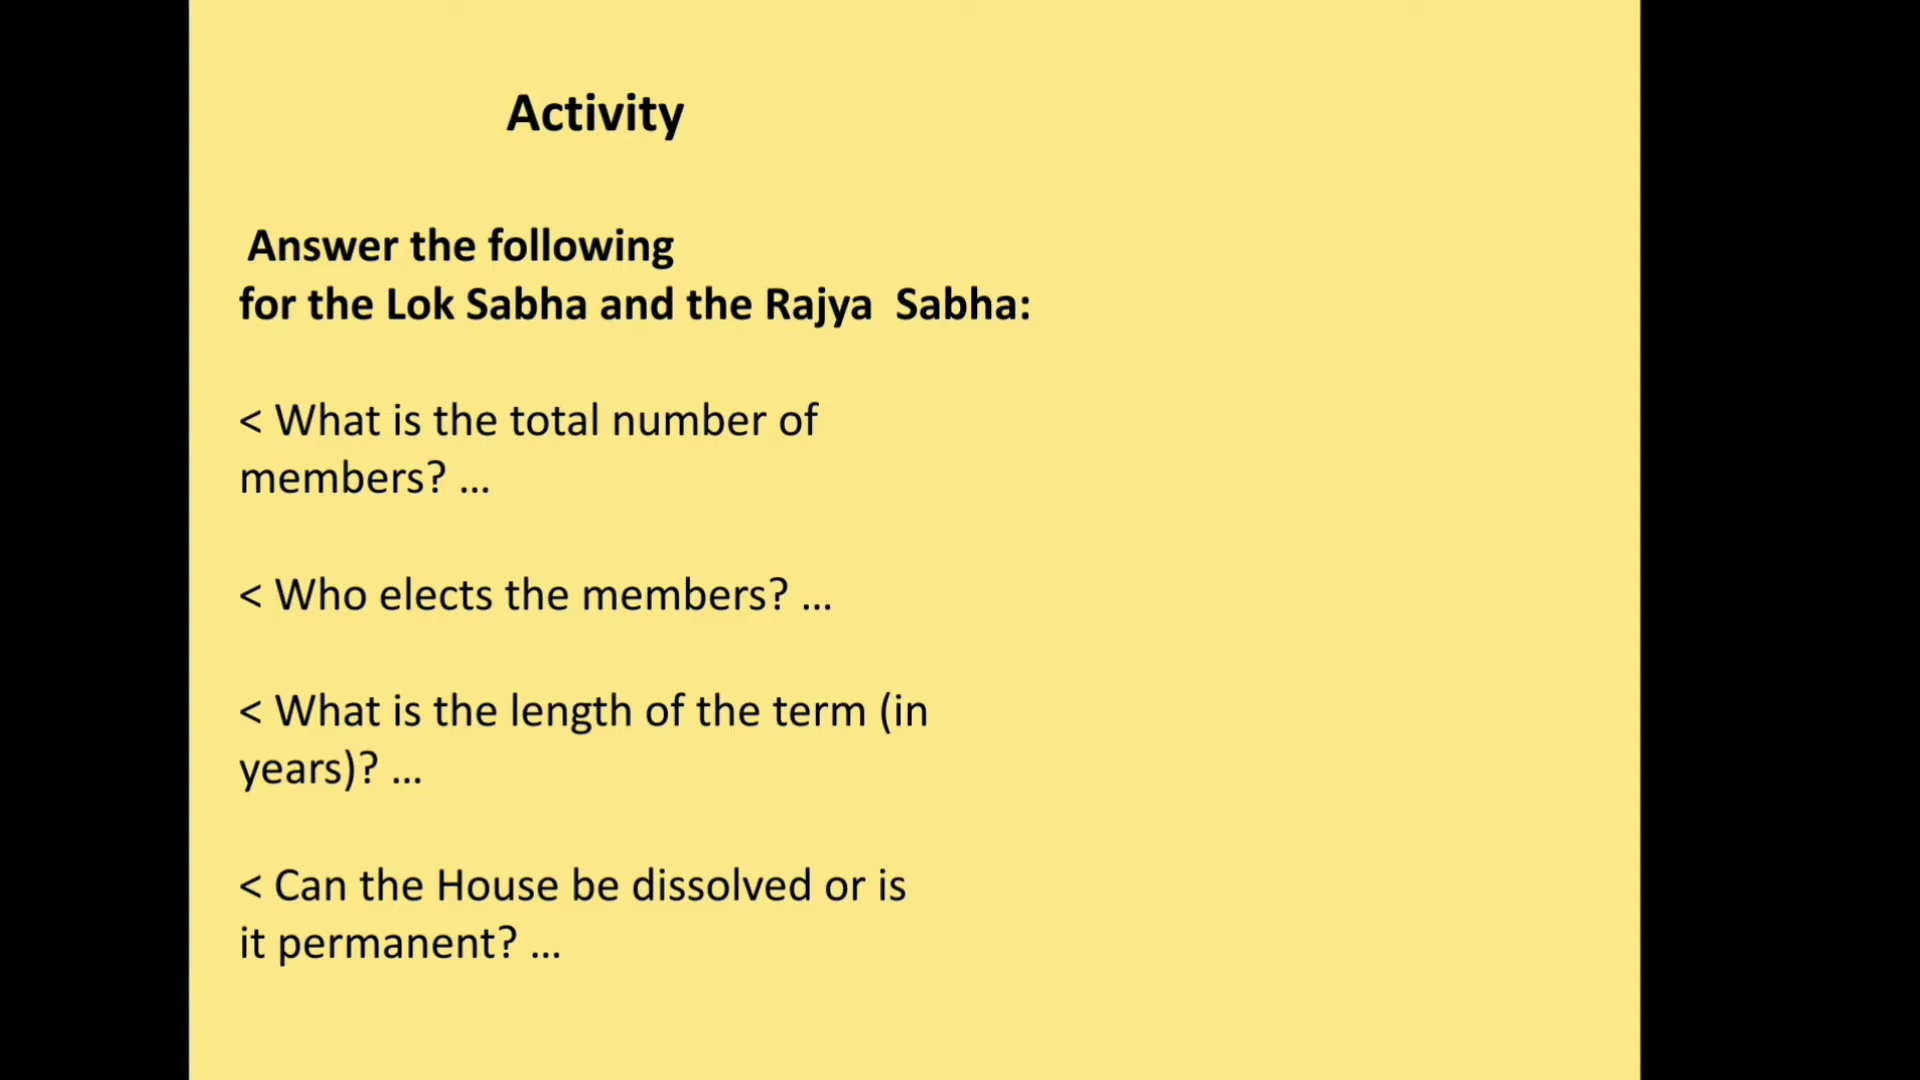 Activity
Answer the following
for the Lok Sabha and the Rajya  Sabha:
< What is the total number of
members? ...
< Who elects the members? ...
< What is the length of the term (in
years)? ...
< Can the House be dissolved or is
it permanent? ...